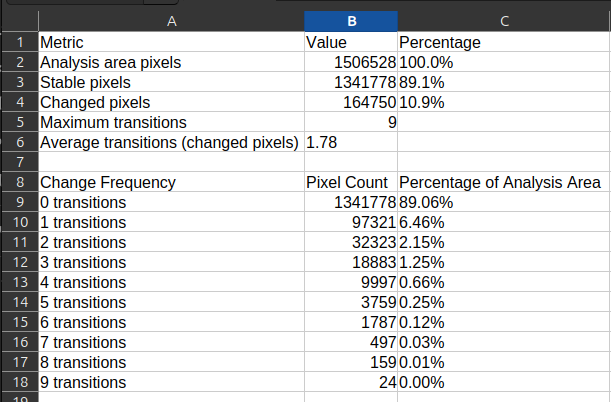 A B C
1 Metric Value Percentage
2 Analysis area pixels 1506528 100.0%
3 Stable pixels 1341778 89.1%
4 Changed pixels 164750 10.9%
5 Maximum transitions 9
6 Average transitions (changed pixels) 1.78
7
8 Change Frequency Pixel Count Percentage of Analysis Area
9 0 transitions 1341778 89.06%
10 1 transitions 97321 6.46%
11 2 transitions 32323 2.15%
12 3 transitions 18883 1.25%
13 4 transitions 9997 0.66%
14 5 transitions 3759 0.25%
15 6 transitions 1787 0.12%
16 7 transitions 497 0.03%
17 8 transitions 159 0.01%
18 9 transitions 24 0.00%
19